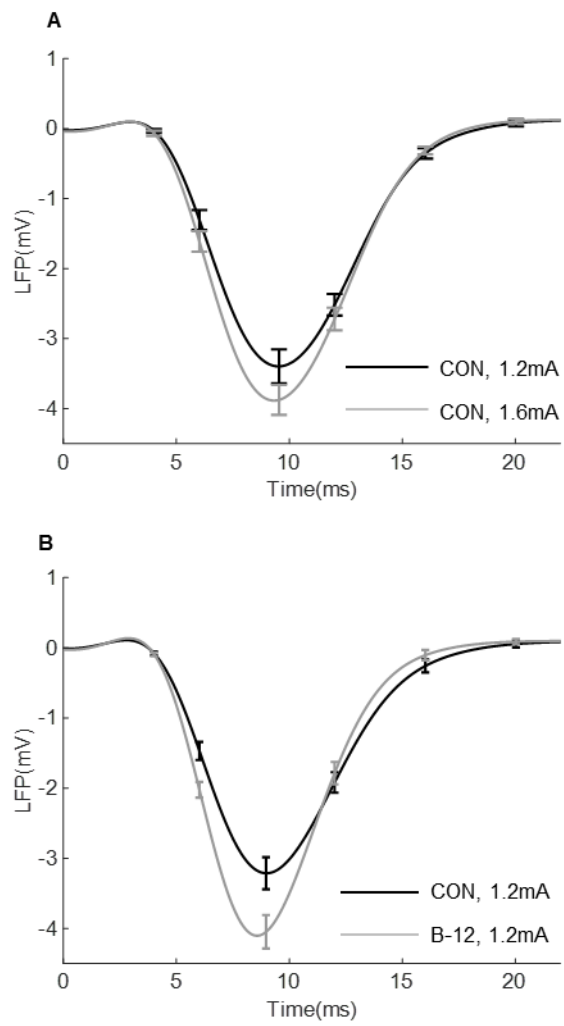 A
1
0
-1
-2
-3
-4
LFP(mV)
0 5 10 15 20
Time(ms)
CON, 1.2mA
CON, 1.6mA
B
1
0
-1
-2
-3
-4
LFP(mV)
0 5 10 15 20
Time(ms)
CON, 1.2mA
B-12, 1.2mA